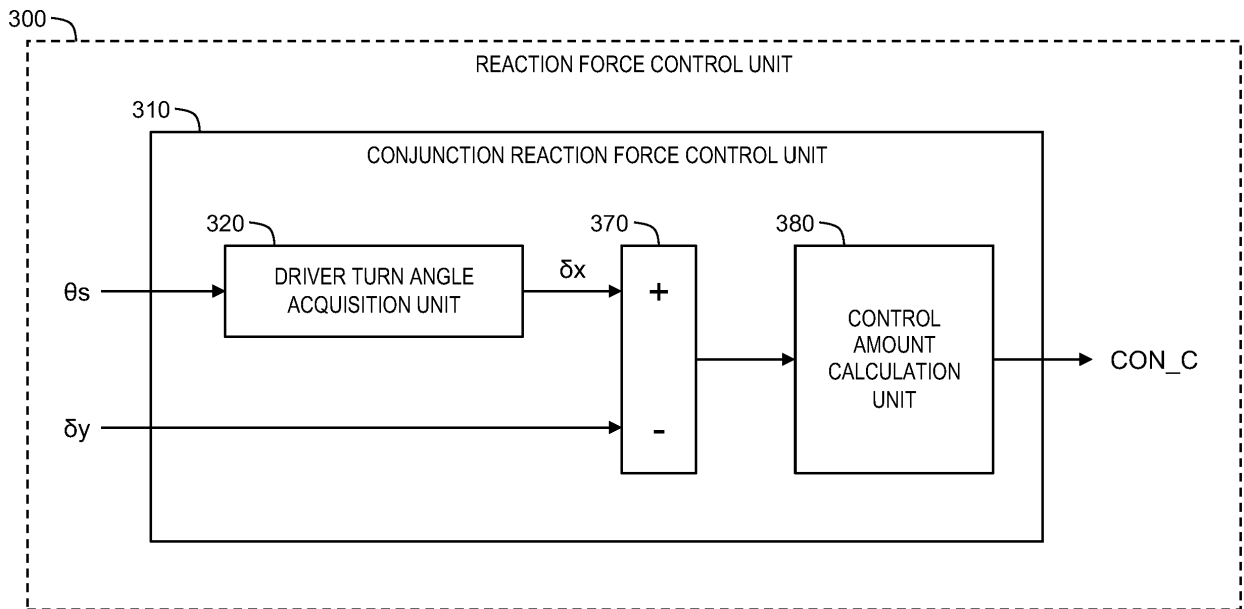 300
REACTION FORCE CONTROL UNIT
310
CONJUNCTION REACTION FORCE CONTROL UNIT
320
370
380
θs
DRIVER TURN ANGLE
ACQUISITION UNIT
δx
+
CONTROL
AMOUNT
CALCULATION
UNIT
CON_C
δy
-